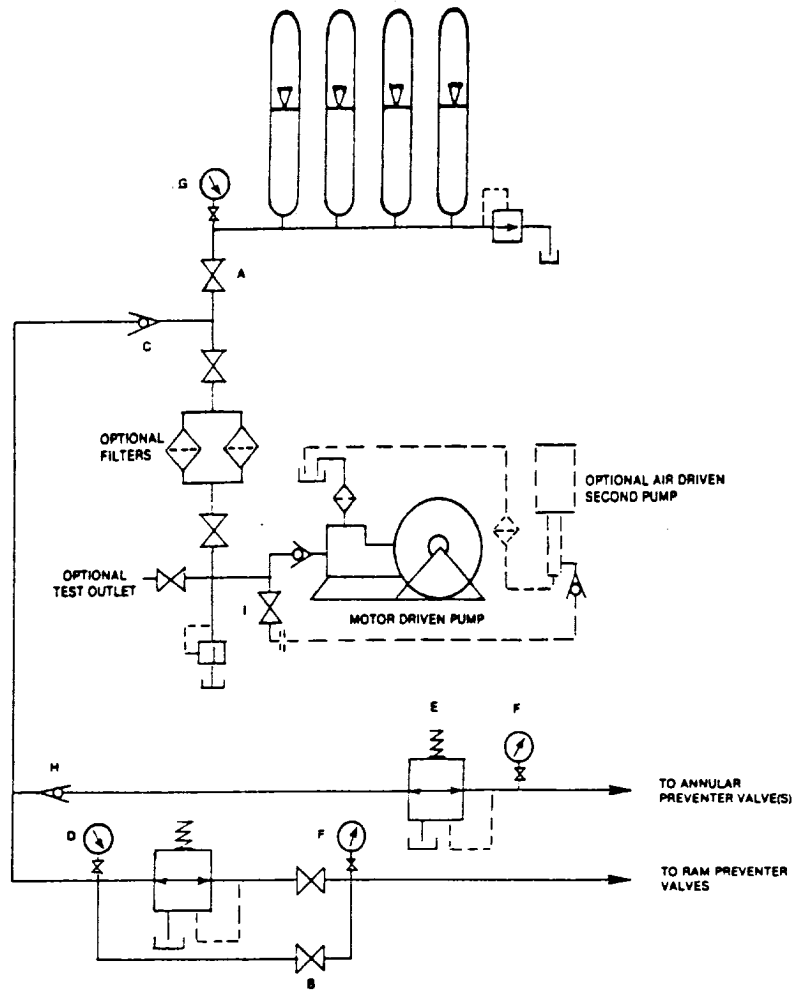 G
A
C
OPTIONAL
FILTERS
OPTIONAL AIR DRIVEN
SECOND PUMP
OPTIONAL
TEST OUTLET
I
MOTOR DRIVEN PUMP
E
F
H
TO ANNULAR
PREVENTER VALVE(S)
D
F
TO RAM PREVENTER
VALVES
B